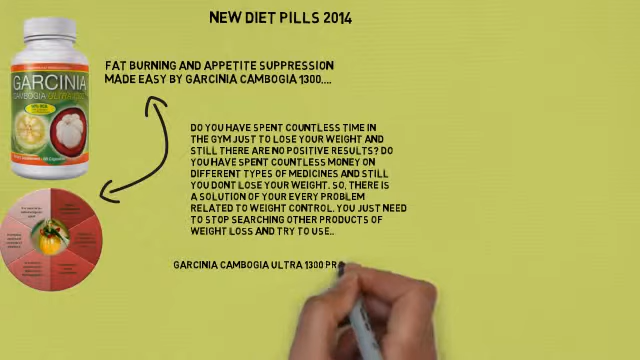 NEW DIET PILLS 2014
FAT BURNING AND APPETITE SUPPRESSION
MADE EASY BY GARCINIA CAMBOGIA 1300....
GARCINIA
CAMBOGIA
DO YOU HAVE SPENT COUNTLESS TIME IN
THE GYM JUST TO LOSE YOUR WEIGHT AND
STILL THERE ARE NO POSITIVE RESULTS? DO
YOU HAVE SPENT COUNTLESS MONEY ON
DIFFERENT TYPES OF MEDICINES AND STILL
YOU DONT LOSE YOUR WEIGHT. SO, THERE IS
A SOLUTION OF YOUR EVERY PROBLEM
RELATED TO WEIGHT CONTROL. YOU JUST NEED
TO STOP SEARCHING OTHER PRODUCTS OF
WEIGHT LOSS AND TRY TO USE..
GARCINIA CAMBOGIA ULTRA 1300 PR